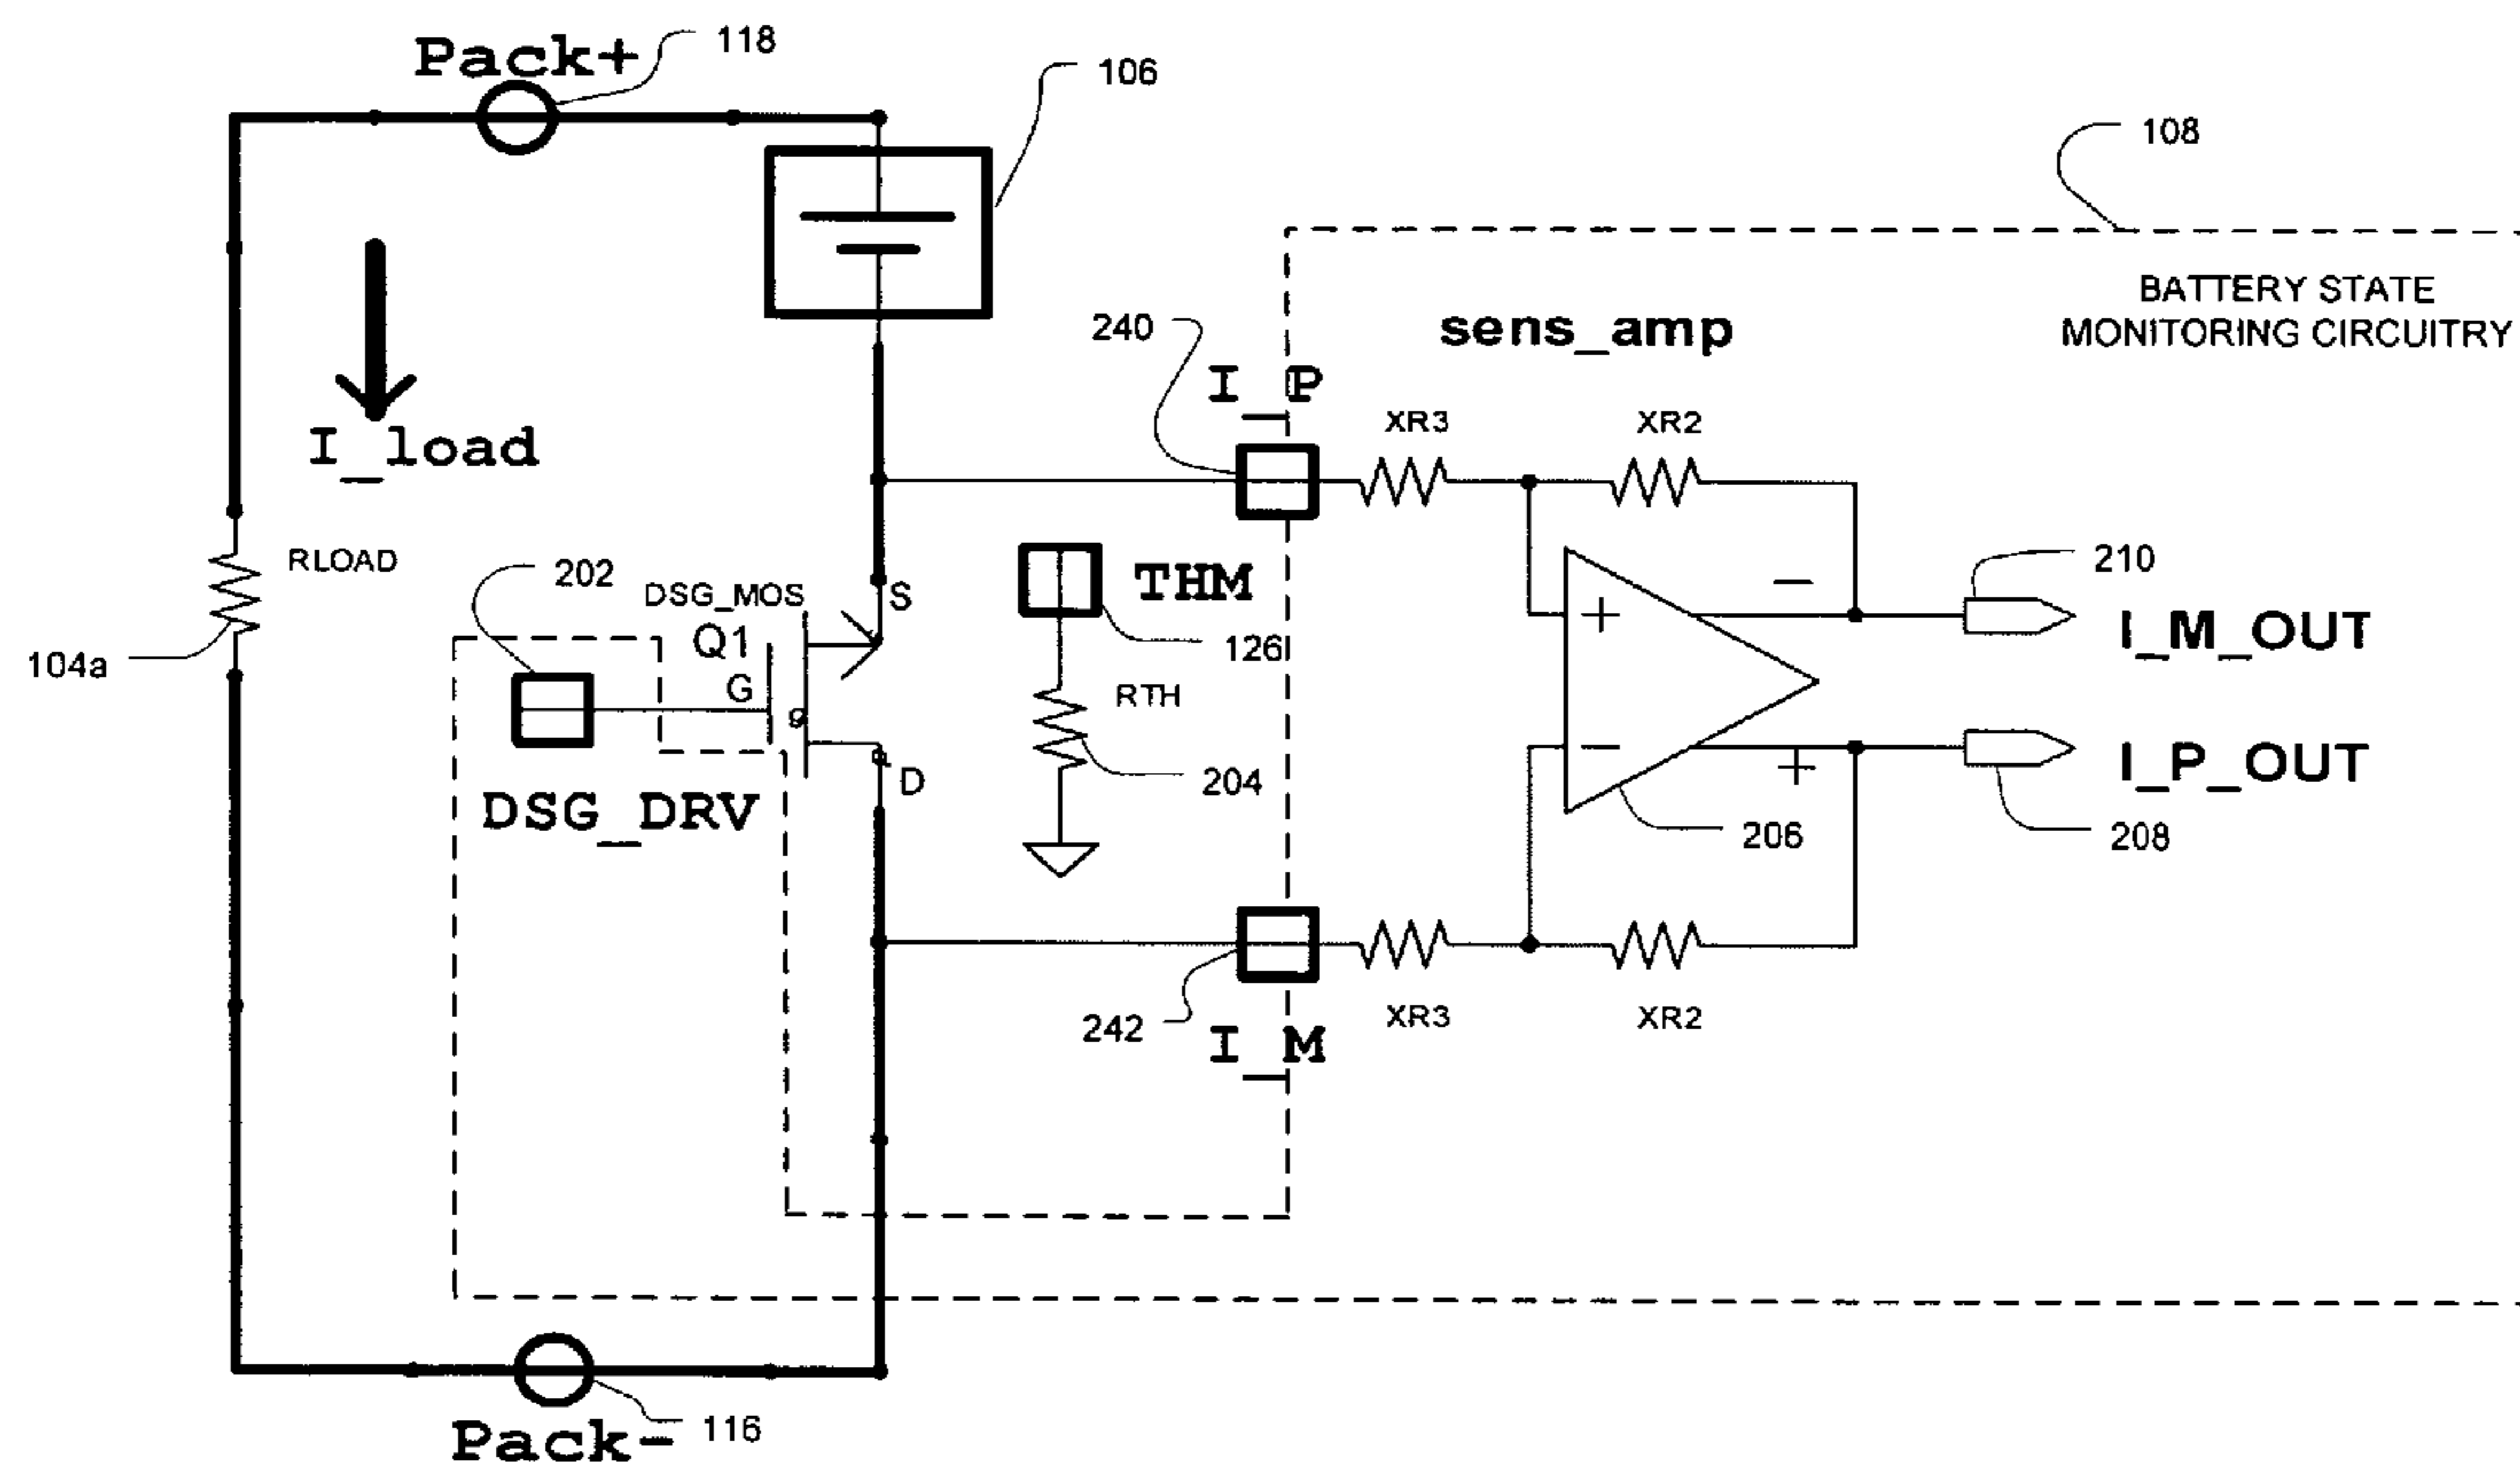 Pack+
118
106
108
BATTERY STATE
MONITORING CIRCUITRY
sens_amp
240
I_P
XR3
XR2
I_load
RLOAD
202
DSG_MOS
S
THM
210
I_M_OUT
Q1
G
126
104a
RTH
+
−
DSG_DRV
D
204
−
+
I_P_OUT
206
208
242
I_M
XR3
XR2
Pack-
116